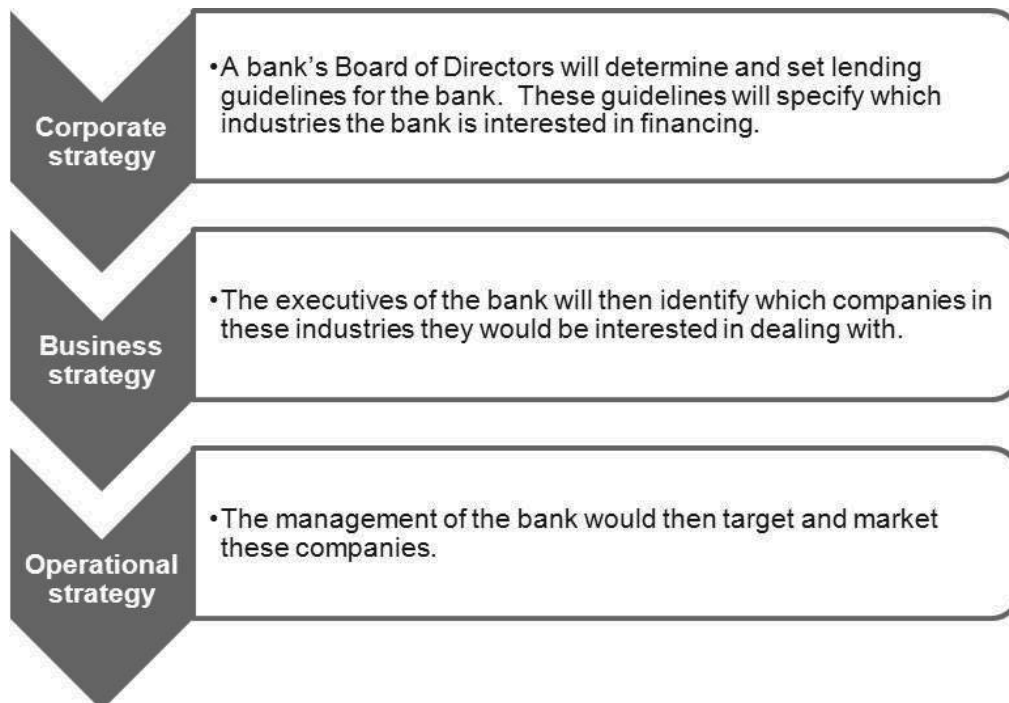 Corporate
strategy
•A bank's Board of Directors will determine and set lending
guidelines for the bank.  These guidelines will specify which
industries the bank is interested in financing.
Business
strategy
•The executives of the bank will then identify which companies in
these industries they would be interested in dealing with.
Operational
strategy
•The management of the bank would then target and market
these companies.